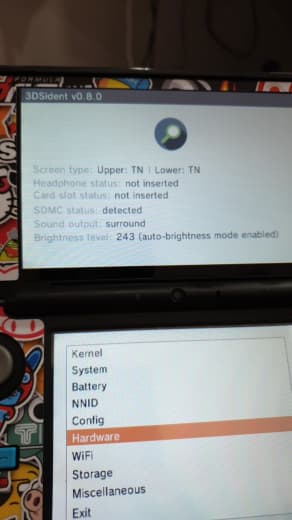 FORMULA
3DSident v0.8.0
Screen type: Upper: TN | Lower: TN
Headphone status: not inserted
Card slot status: not inserted
SDMC status: detected
Sound output: surround
Brightness level: 243 (auto-brightness mode enabled)
Kernel
System
Battery
NNID
Config
Hardware
WiFi
Storage
Miscellaneous
Exit